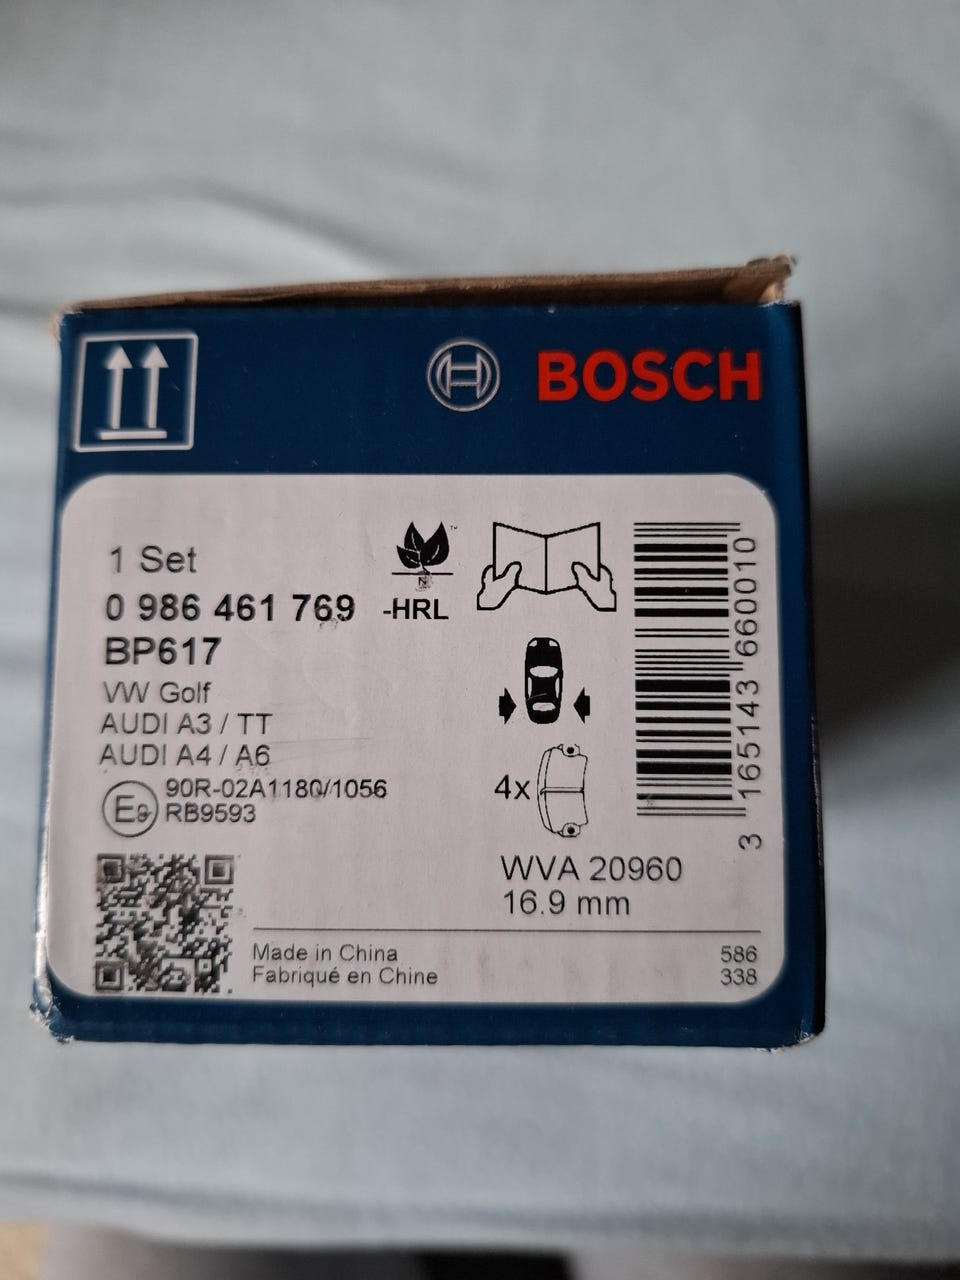 BOSCH
1 Set
0 986 461 769 -HRL
BP617
VW Golf
AUDI A3 / TT
AUDI A4 / A6
90R-02A1180/1056
RB9593
TM
N
4x
WVA 20960
16.9 mm
3 165143 660010
Made in China
Fabriqué en Chine
586
338